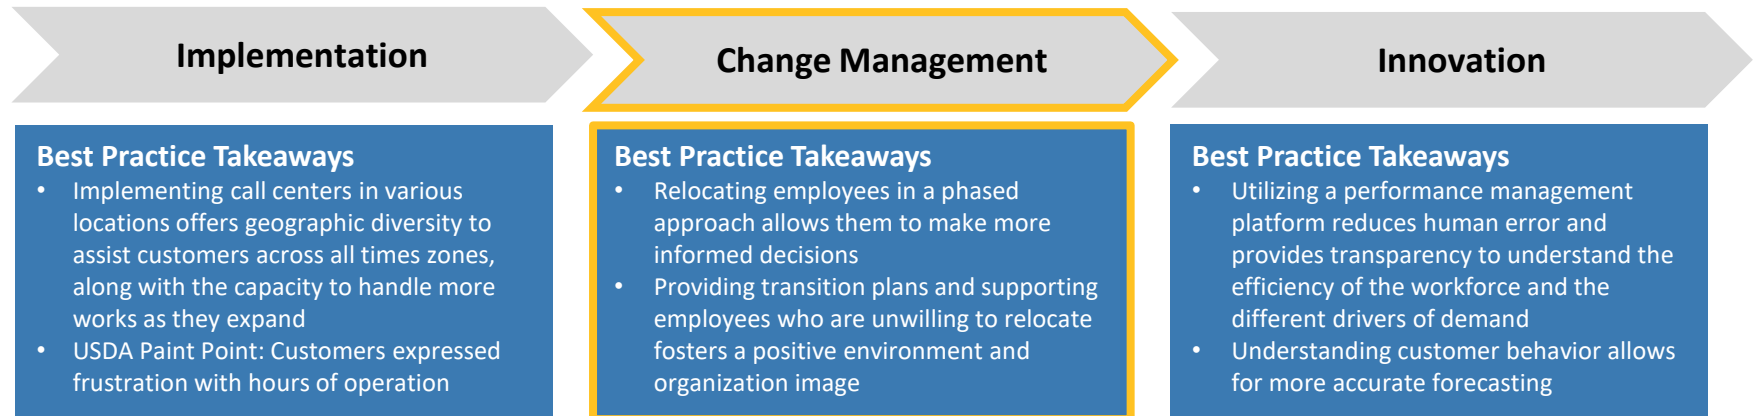 Implementation
Change Management
Innovation
Best Practice Takeaways
• Implementing call centers in various
locations offers geographic diversity to
assist customers across all times zones,
along with the capacity to handle more
works as they expand
• USDA Paint Point: Customers expressed
frustration with hours of operation
Best Practice Takeaways
• Relocating employees in a phased
approach allows them to make more
informed decisions
• Providing transition plans and supporting
employees who are unwilling to relocate
fosters a positive environment and
organization image
Best Practice Takeaways
• Utilizing a performance management
platform reduces human error and
provides transparency to understand the
efficiency of the workforce and the
different drivers of demand
• Understanding customer behavior allows
for more accurate forecasting